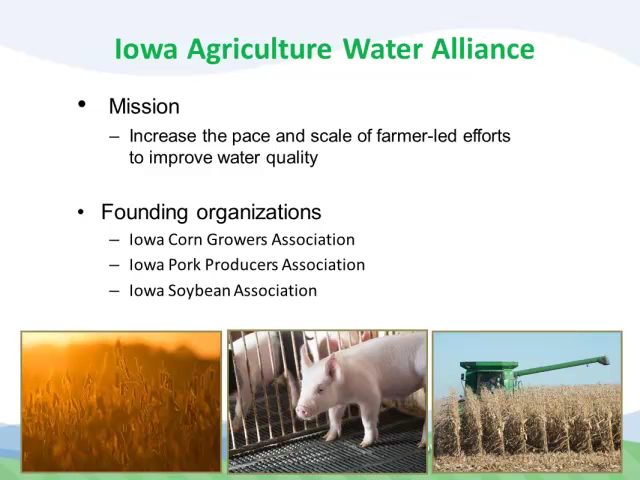 Iowa Agriculture Water Alliance
• Mission
– Increase the pace and scale of farmer-led efforts
to improve water quality
• Founding organizations
– Iowa Corn Growers Association
– Iowa Pork Producers Association
– Iowa Soybean Association